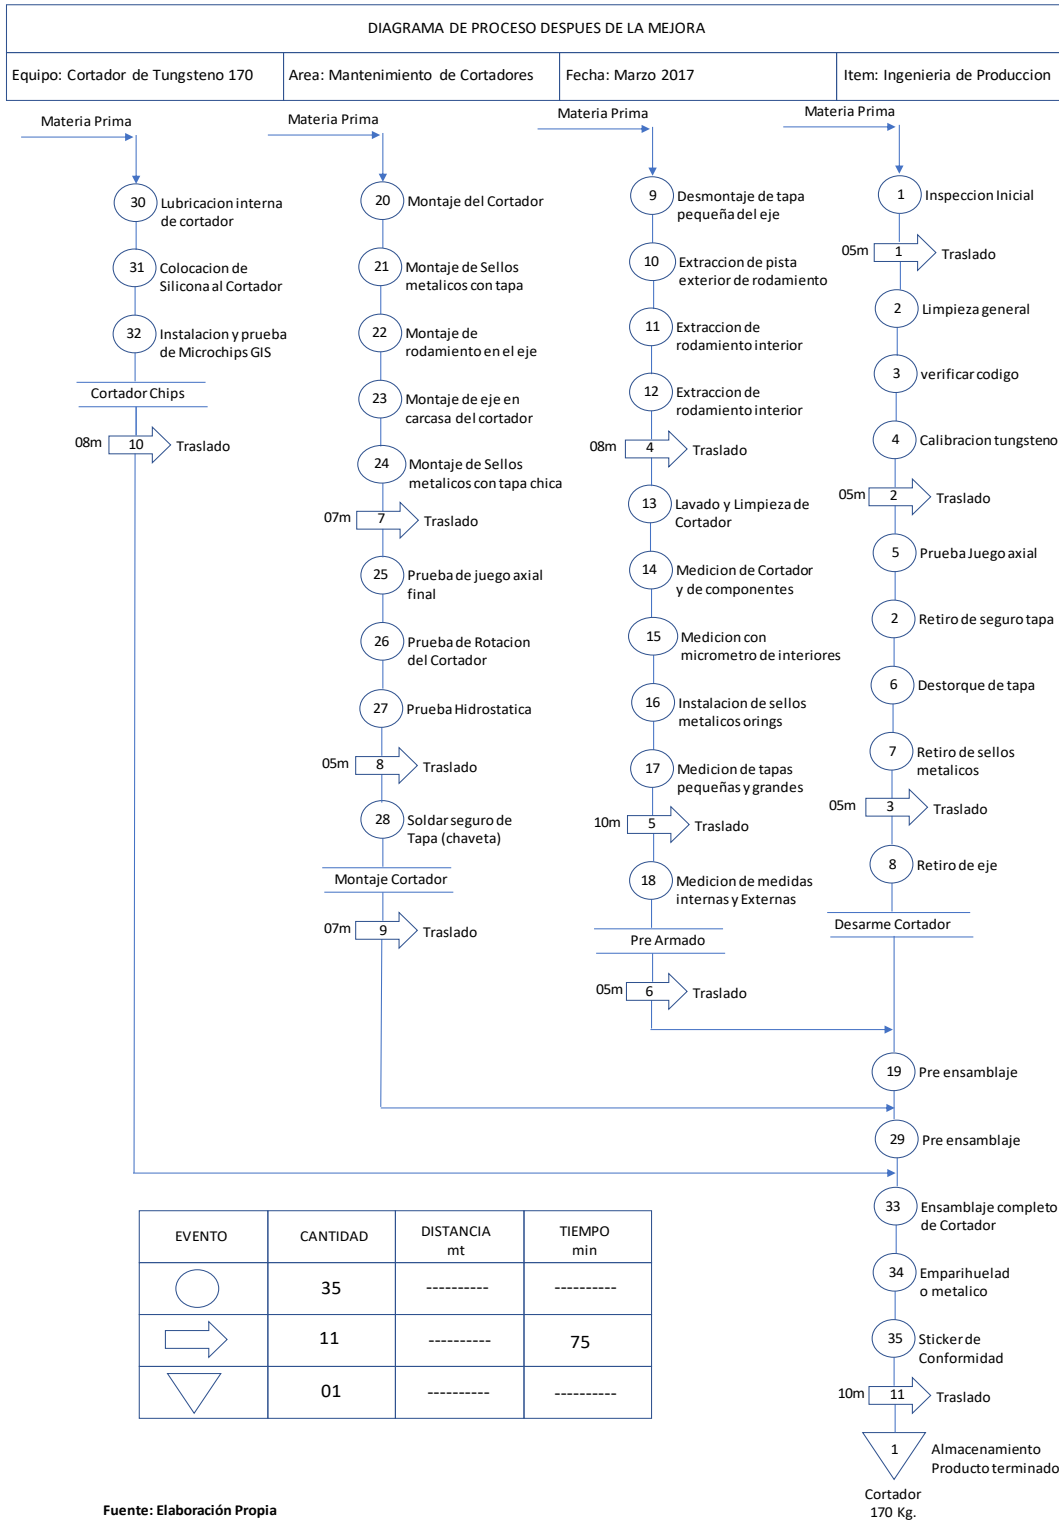 DIAGRAMA DE PROCESO DESPUES DE LA MEJORA
Equipo: Cortador de Tungsteno 170
Area: Mantenimiento de Cortadores
Fecha: Marzo 2017
Item: Ingenieria de Produccion
Materia Prima
30 Lubricacion interna
de cortador
31 Colocacion de
Silicona al Cortador
32 Instalacion y prueba
de Microchips GIS
Cortador Chips
08m 10 Traslado
Materia Prima
20 Montaje del Cortador
21 Montaje de Sellos
metalicos con tapa
22 Montaje de
rodamiento en el eje
23 Montaje de eje en
carcasa del cortador
24 Montaje de Sellos
metalicos con tapa chica
07m 7 Traslado
25 Prueba de juego axial
final
26 Prueba de Rotacion
del Cortador
27 Prueba Hidrostatica
05m 8 Traslado
28 Soldar seguro de
Tapa (chaveta)
Montaje Cortador
07m 9 Traslado
Materia Prima
9 Desmontaje de tapa
pequeña del eje
10 Extraccion de pista
exterior de rodamiento
11 Extraccion de
rodamiento interior
12 Extraccion de
rodamiento interior
08m 4 Traslado
13 Lavado y Limpieza de
Cortador
14 Medicion de Cortador
y de componentes
15 Medicion con
micrometro de interiores
16 Instalacion de sellos
metalicos orings
17 Medicion de tapas
pequeñas y grandes
10m 5 Traslado
18 Medicion de medidas
internas y Externas
Pre Armado
05m 6 Traslado
Materia Prima
1 Inspeccion Inicial
05m 1 Traslado
2 Limpieza general
3 verificar codigo
4 Calibracion tungsteno
05m 2 Traslado
5 Prueba Juego axial
2 Retiro de seguro tapa
6 Destorque de tapa
7 Retiro de sellos
metalicos
05m 3 Traslado
8 Retiro de eje
Desarme Cortador
19 Pre ensamblaje
29 Pre ensamblaje
33 Ensamblaje completo
de Cortador
34 Emparihuelad
o metalico
35 Sticker de
Conformidad
10m 11 Traslado
1 Almacenamiento
Producto terminado
Cortador
170 Kg.
EVENTO CANTIDAD DISTANCIA mt TIEMPO min
35 ---------- ----------
11 ---------- 75
01 ---------- ----------
Fuente: Elaboración Propia